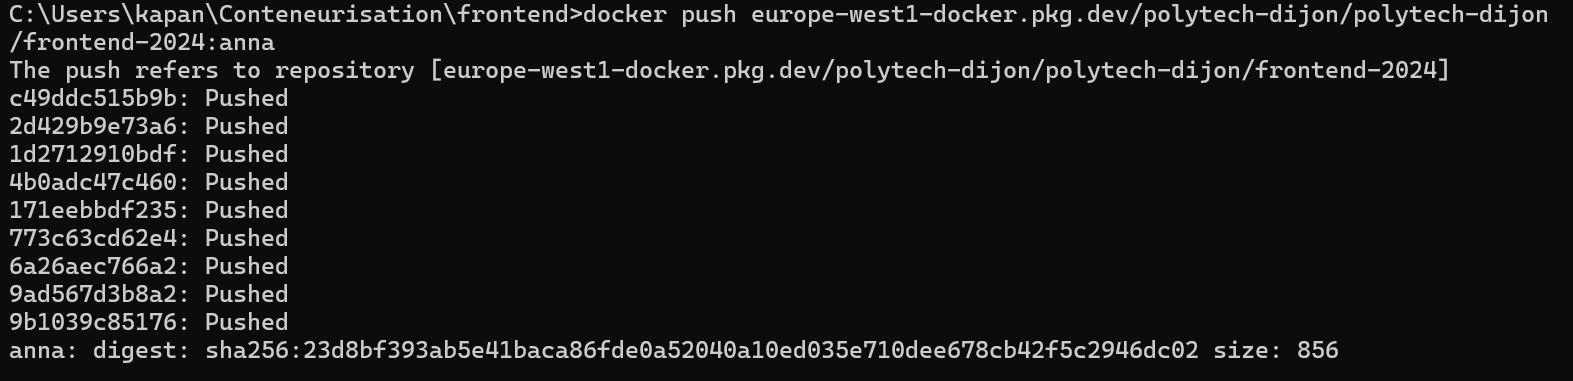 C:\Users\kapan\Conteneurisation\frontend>docker push europe-west1-docker.pkg.dev/polytech-dijon/polytech-dijon
/frontend-2024:anna
The push refers to repository [europe-west1-docker.pkg.dev/polytech-dijon/polytech-dijon/frontend-2024]
c49ddc515b9b: Pushed
2d429b9e73a6: Pushed
1d2712910bdf: Pushed
4b0adc47c460: Pushed
171eebbdf235: Pushed
773c63cd62e4: Pushed
6a26aec766a2: Pushed
9ad567d3b8a2: Pushed
9b1039c85176: Pushed
anna: digest: sha256:23d8bf393ab5e41baca86fde0a52040a10ed035e710dee678cb42f5c2946dc02 size: 856